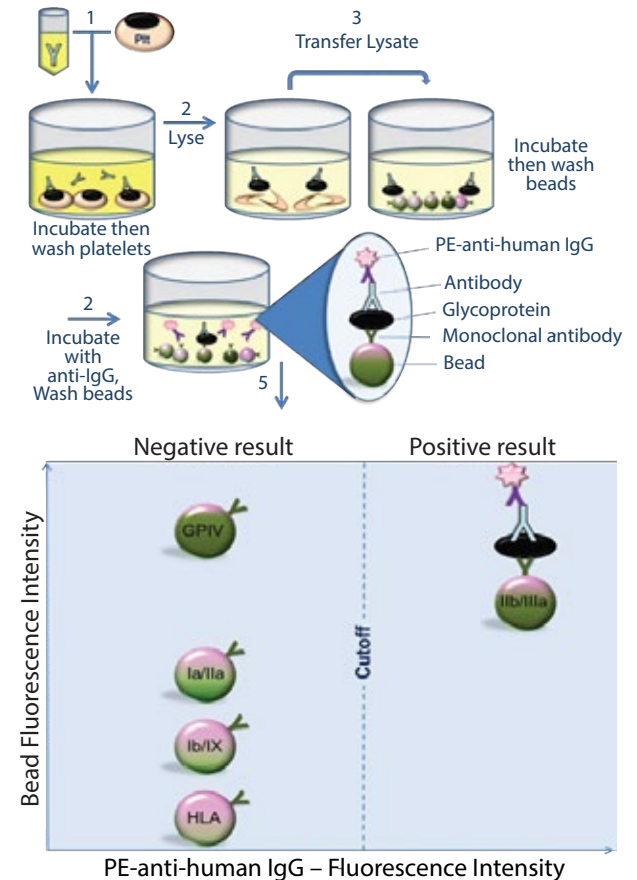 1
Plt
3
Transfer Lysate
2
Lyse
Incubate
then wash
beads
Incubate then
wash platelets
PE-anti-human IgG
Antibody
Glycoprotein
Monoclonal antibody
Bead
2
Incubate
with
anti-IgG,
Wash beads
5
Negative result
Positive result
Bead Fluorescence Intensity
GPIV
IIb/IIIa
Cutoff
Ia/IIa
Ib/IX
HLA
PE-anti-human IgG – Fluorescence Intensity